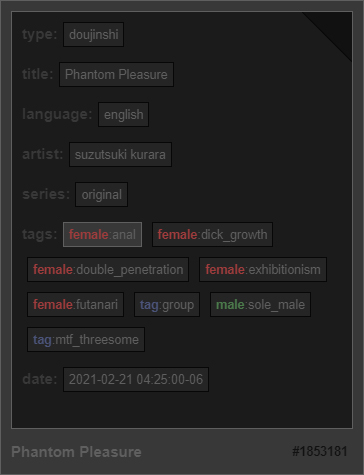 type: doujinshi
title: Phantom Pleasure
language: english
artist: suzutsuki kurara
series: original
tags: female:anal female:dick_growth
female:double_penetration female:exhibitionism
female:futanari tag:group male:sole_male
tag:mtf_threesome
date: 2021-02-21 04:25:00-06
Phantom Pleasure #1853181